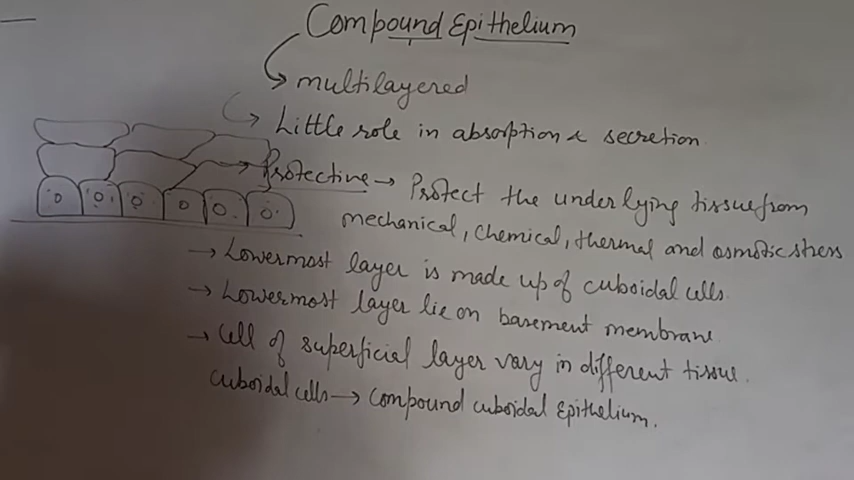 Compound Epithelium
→ multilayered
→ Little role in absorption & secretion
→ Protective → Protect the underlying tissue from
mechanical, chemical, thermal and osmotic stress
→ Lowermost layer is made up of cuboidal cells.
→ Lowermost layer lie on basement membrane
→ Cell of superficial layer vary in different tissue.
Cuboidal cells → Compound cuboidal Epithelium.